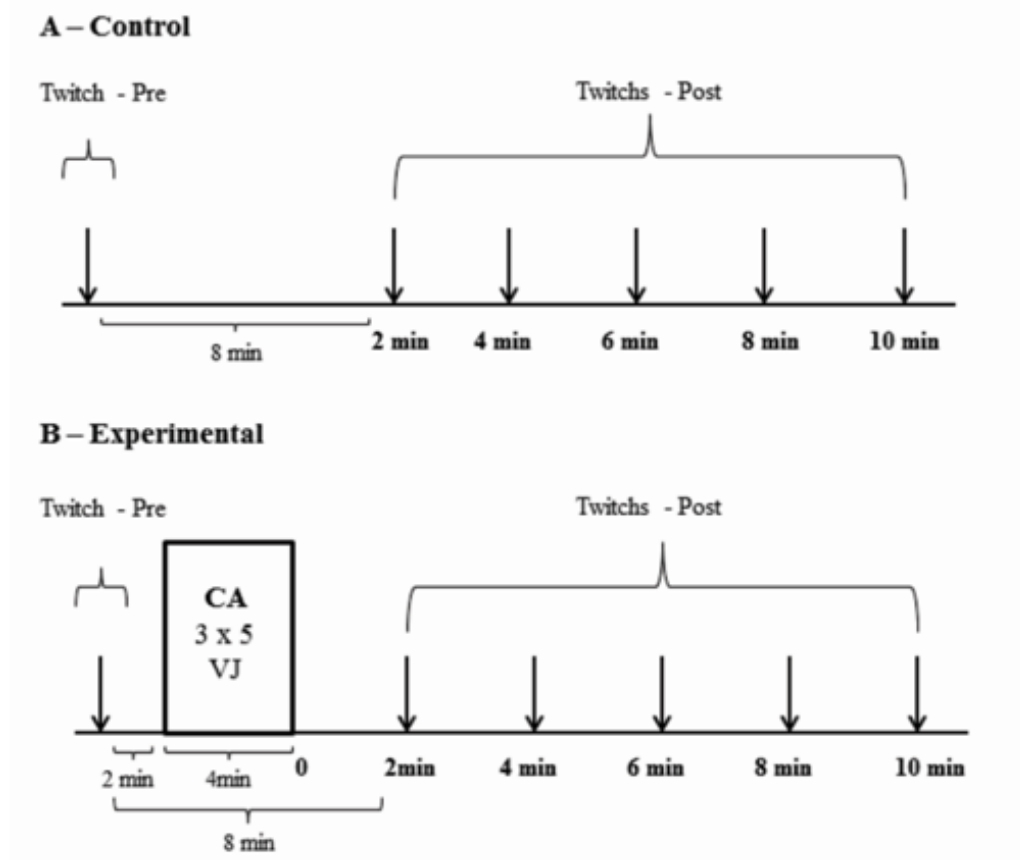 A – Control
Twitch - Pre
Twitchs - Post
8 min
2 min 4 min 6 min 8 min 10 min
B – Experimental
Twitch - Pre
Twitchs - Post
CA
3 x 5
VJ
2 min 4min 0 2min 4 min 6 min 8 min 10 min
8 min